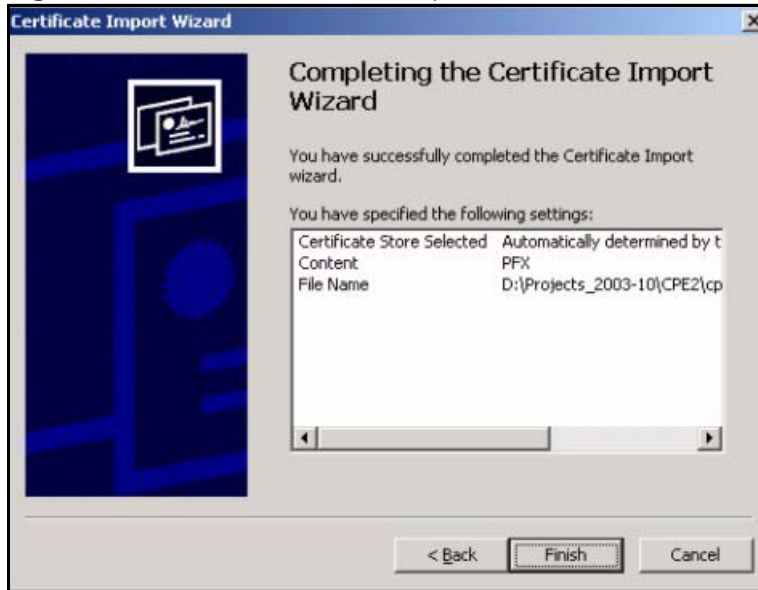 Certificate Import Wizard
Completing the Certificate Import
Wizard
You have successfully completed the Certificate Import
wizard.
You have specified the following settings:
Certificate Store Selected Automatically determined by t
Content PFX
File Name D:\Projects_2003-10\CPE2\cp
< Back Finish Cancel